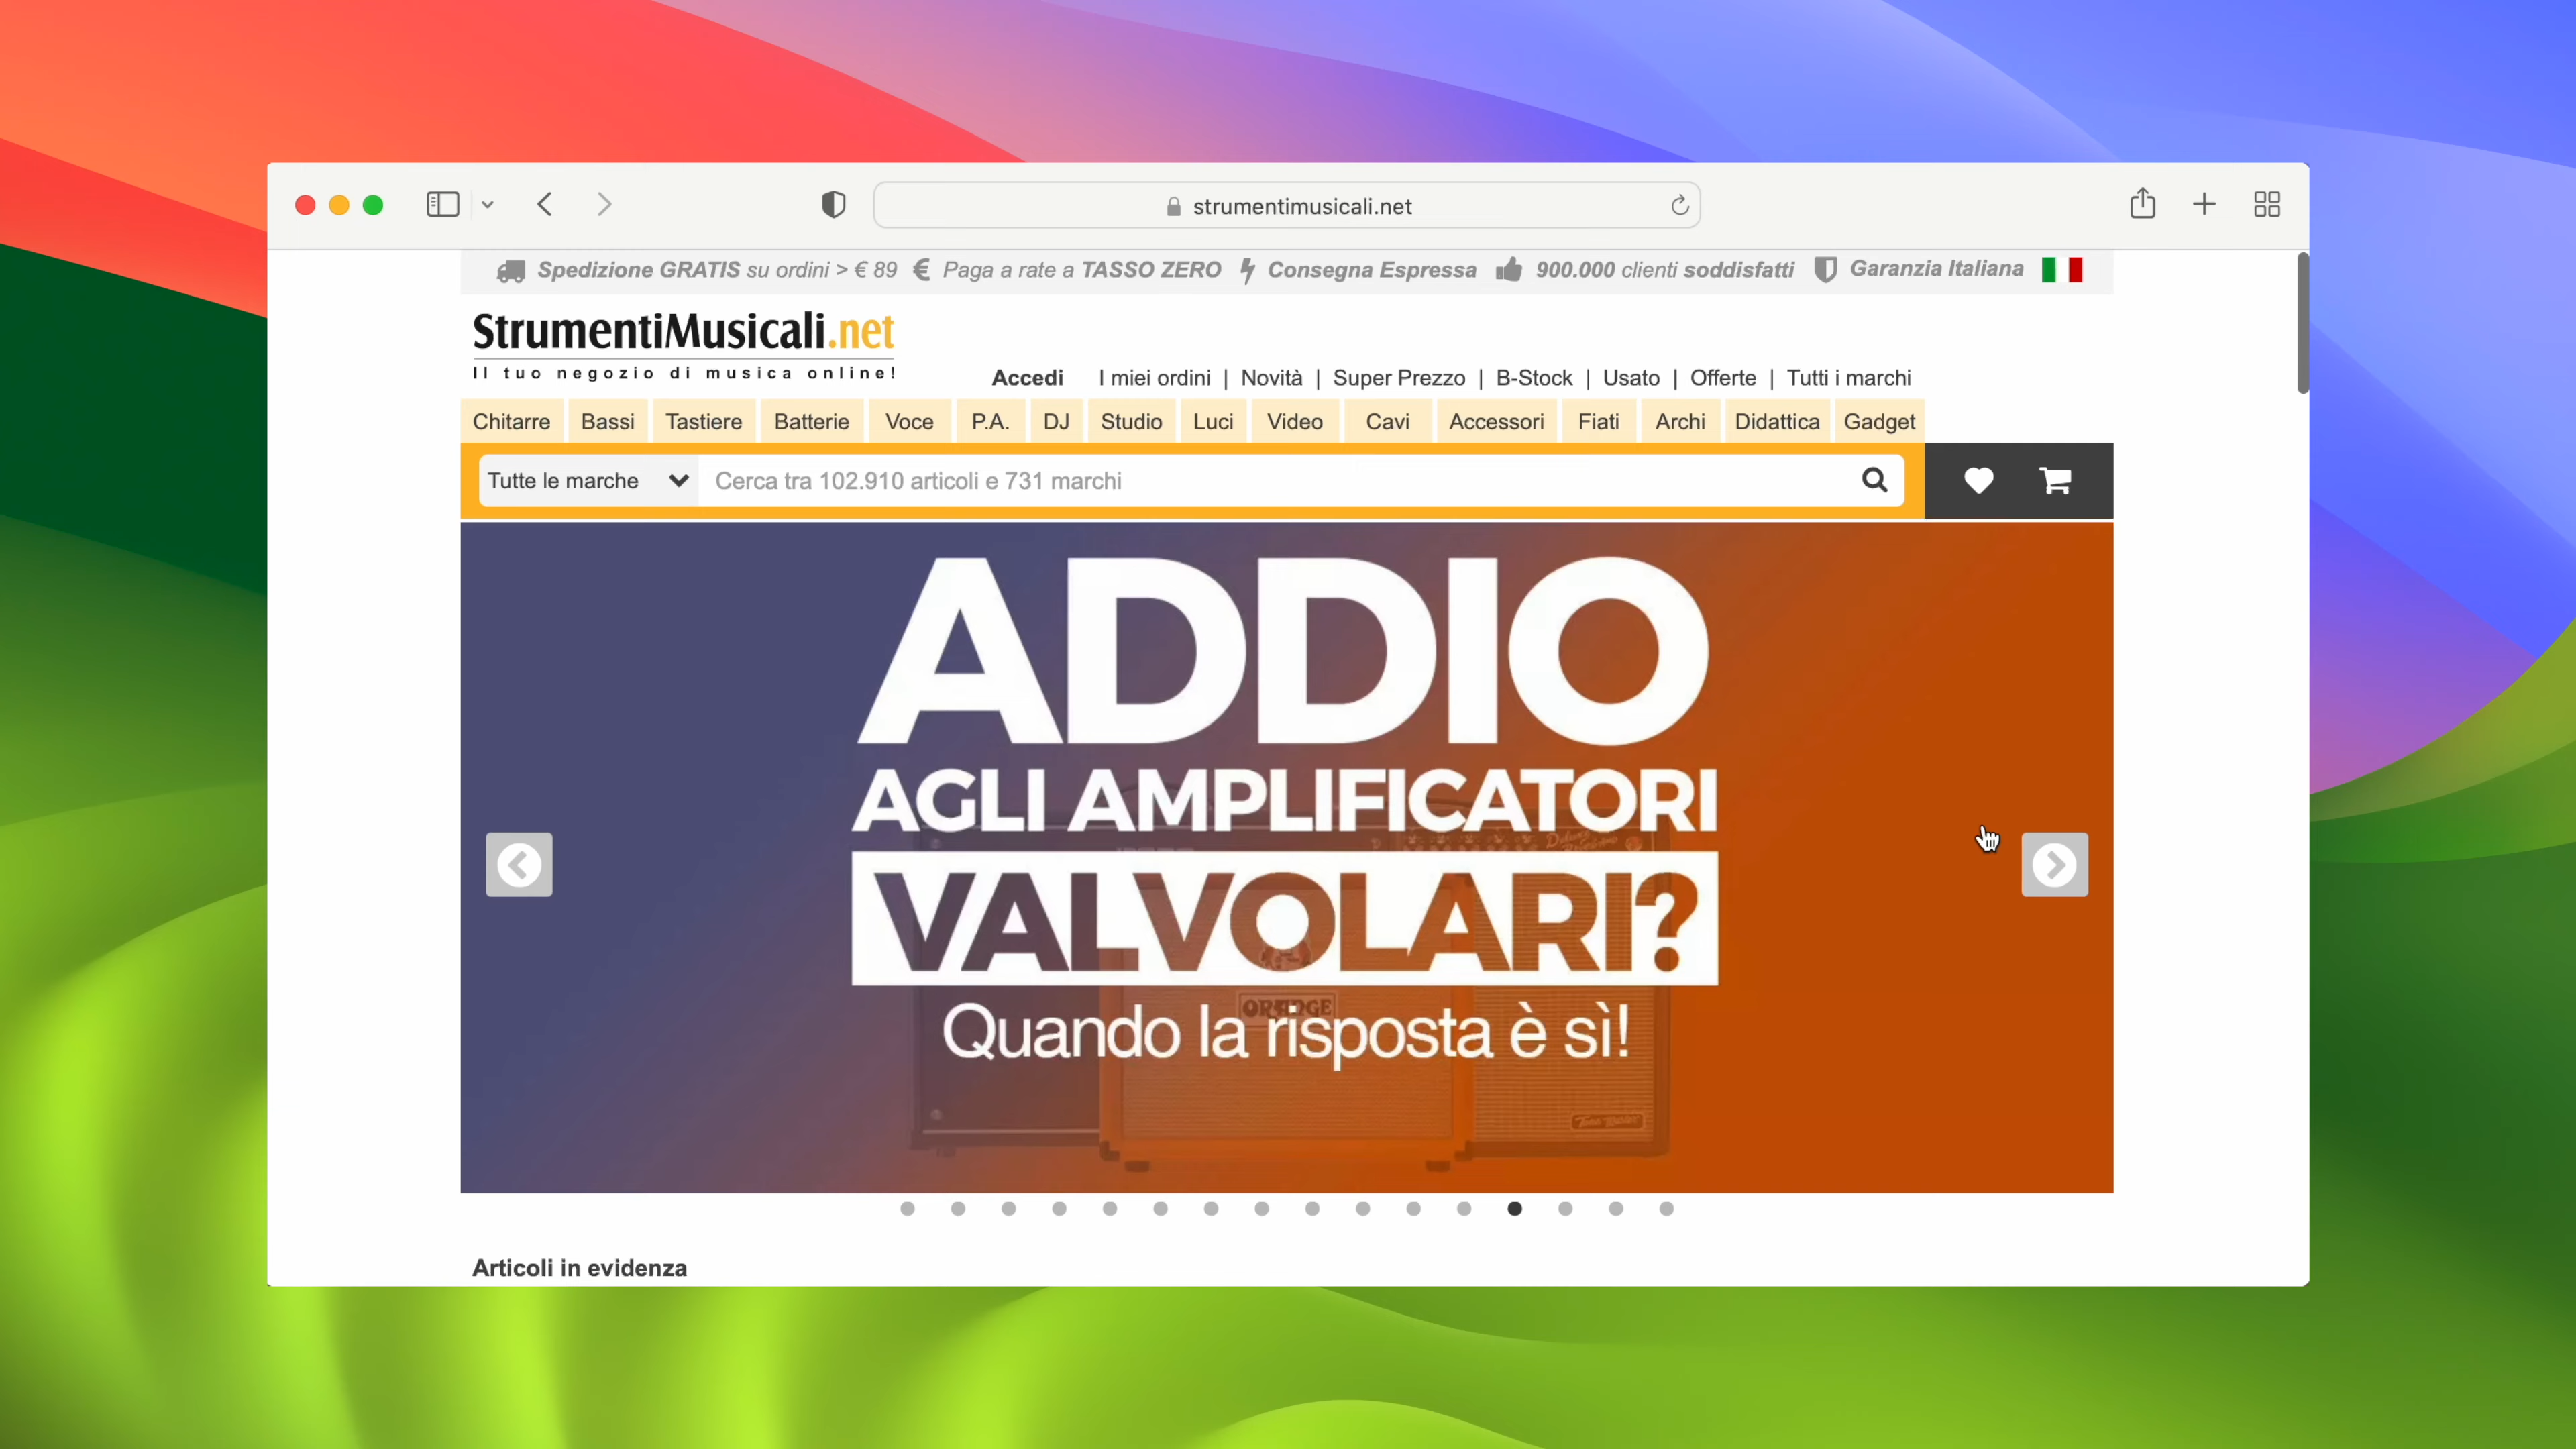 strumentimusicali.net
Spedizione GRATIS su ordini > € 89 € Paga a rate a TASSO ZERO Consegna Espressa 900.000 clienti soddisfatti Garanzia Italiana
StrumentiMusicali.net
Il tuo negozio di musica online!
Accedi I miei ordini | Novità | Super Prezzo | B-Stock | Usato | Offerte | Tutti i marchi
Chitarre Bassi Tastiere Batterie Voce P.A. DJ Studio Luci Video Cavi Accessori Fiati Archi Didattica Gadget
Tutte le marche Cerca tra 102.910 articoli e 731 marchi
ADDIO
AGLI AMPLIFICATORI
VALVOLARI?
ORANGE
Quando la risposta è sì!
Tone Master
Articoli in evidenza